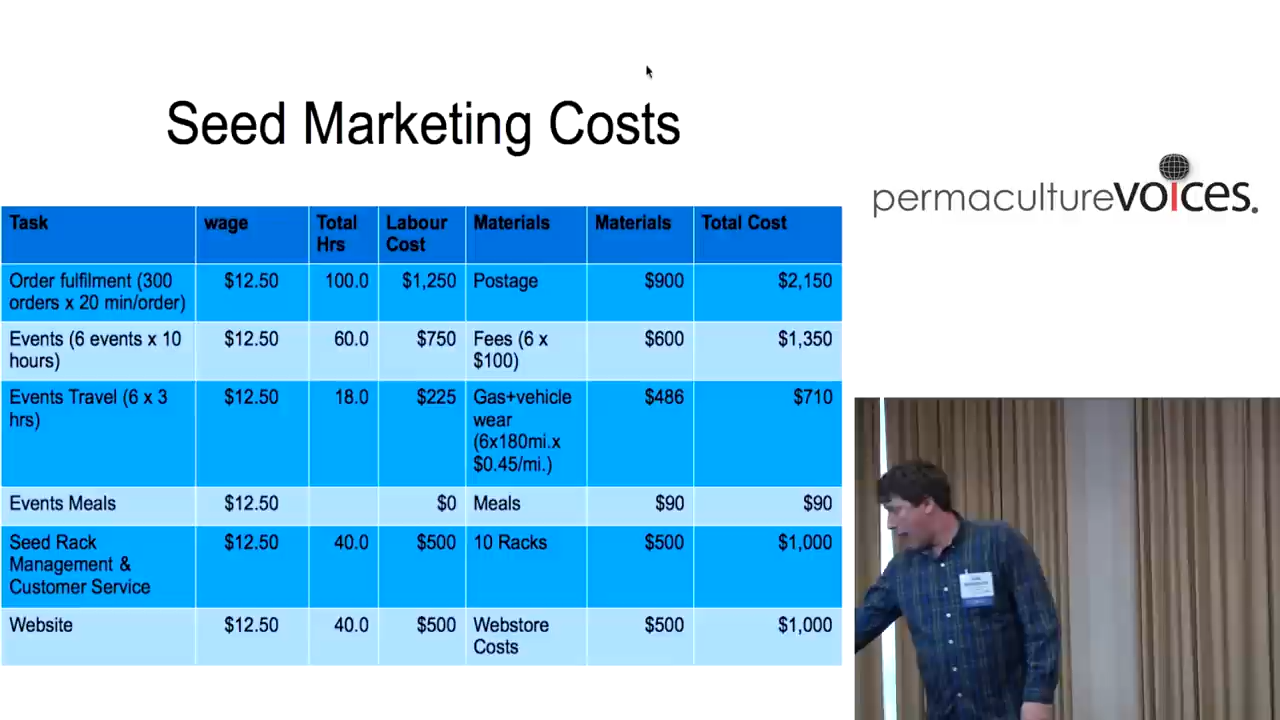 Seed Marketing Costs
permaculturevoices.
Task wage Total Hrs Labour Cost Materials Materials Total Cost
Order fulfilment (300 orders x 20 min/order) $12.50 100.0 $1,250 Postage $900 $2,150
Events (6 events x 10 hours) $12.50 60.0 $750 Fees (6 x $100) $600 $1,350
Events Travel (6 x 3 hrs) $12.50 18.0 $225 Gas+vehicle wear (6x180mi.x $0.45/mi.) $486 $710
Events Meals $12.50 $0 Meals $90 $90
Seed Rack Management & Customer Service $12.50 40.0 $500 10 Racks $500 $1,000
Website $12.50 40.0 $500 Webstore Costs $500 $1,000